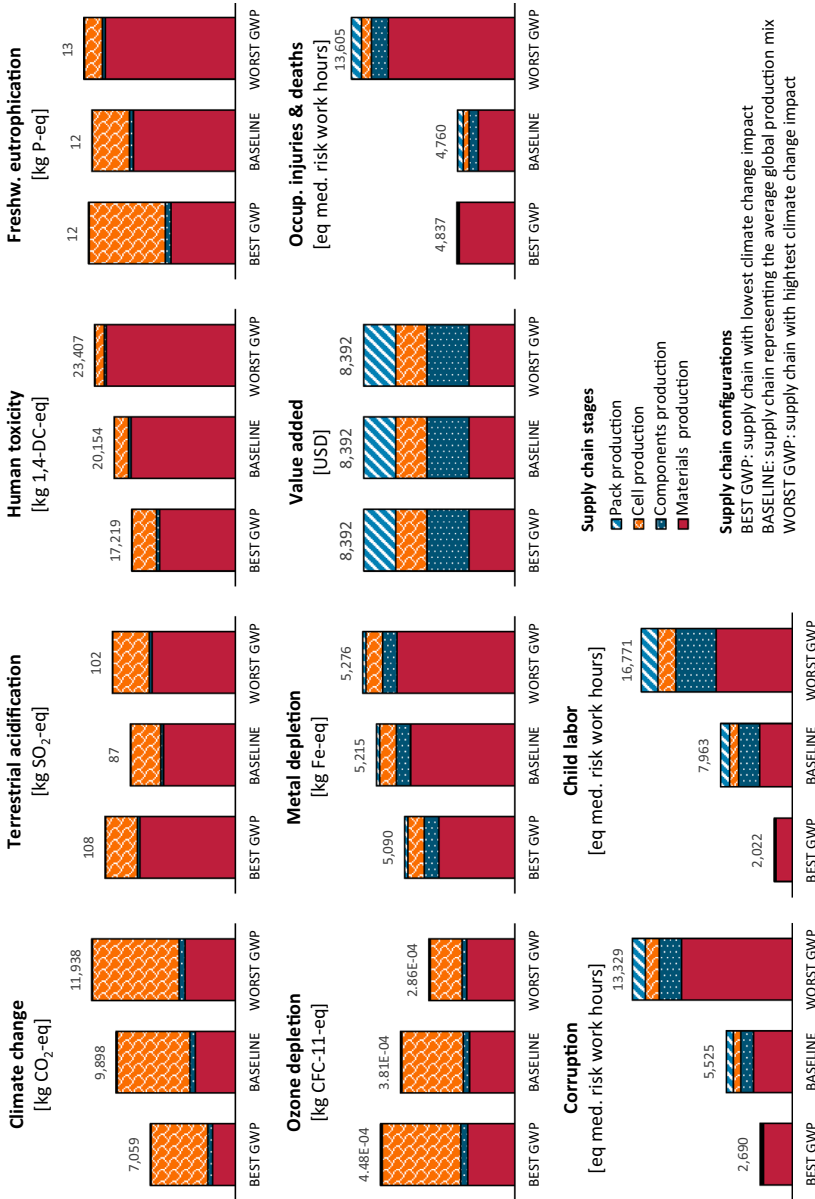 Climate change
[kg CO₂-eq]
7,059
9,898
11,938
BEST GWP
BASELINE
WORST GWP
Terrestrial acidification
[kg SO₂-eq]
108
87
102
BEST GWP
BASELINE
WORST GWP
Human toxicity
[kg 1,4-DC-eq]
17,219
20,154
23,407
BEST GWP
BASELINE
WORST GWP
Freshw. eutrophication
[kg P-eq]
12
12
13
BEST GWP
BASELINE
WORST GWP
Ozone depletion
[kg CFC-11-eq]
4.48E-04
3.81E-04
2.86E-04
BEST GWP
BASELINE
WORST GWP
Metal depletion
[kg Fe-eq]
5,090
5,215
5,276
BEST GWP
BASELINE
WORST GWP
Value added
[USD]
8,392
8,392
8,392
BEST GWP
BASELINE
WORST GWP
Occup. injuries & deaths
[eq med. risk work hours]
4,837
4,760
13,605
BEST GWP
BASELINE
WORST GWP
Corruption
[eq med. risk work hours]
2,690
5,525
13,329
BEST GWP
BASELINE
WORST GWP
Child labor
[eq med. risk work hours]
2,022
7,963
16,771
BEST GWP
BASELINE
WORST GWP
Supply chain stages
Pack production
Cell production
Components production
Materials production
Supply chain configurations
BEST GWP: supply chain with lowest climate change impact
BASELINE: supply chain representing the average global production mix
WORST GWP: supply chain with hightest climate change impact